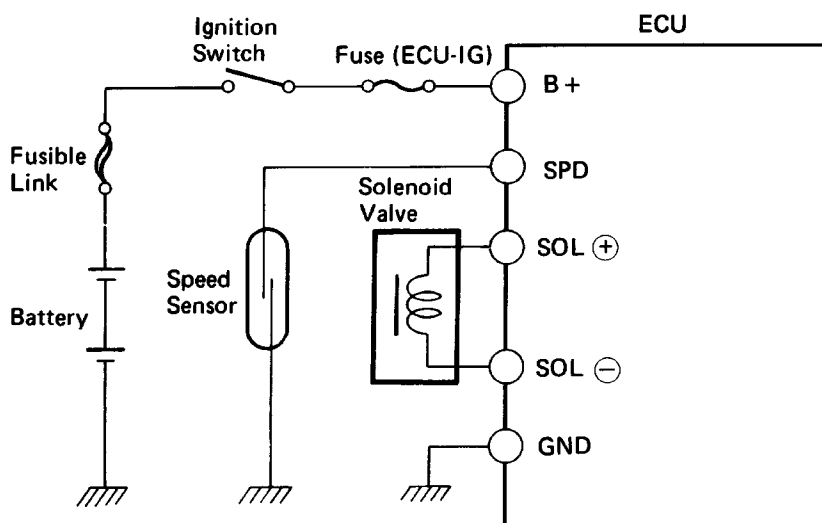 ECU
Ignition
Switch
Fuse (ECU-IG)
B+
Fusible
Link
SPD
Solenoid
Valve
SOL ⊕
Speed
Sensor
Battery
SOL ⊖
GND